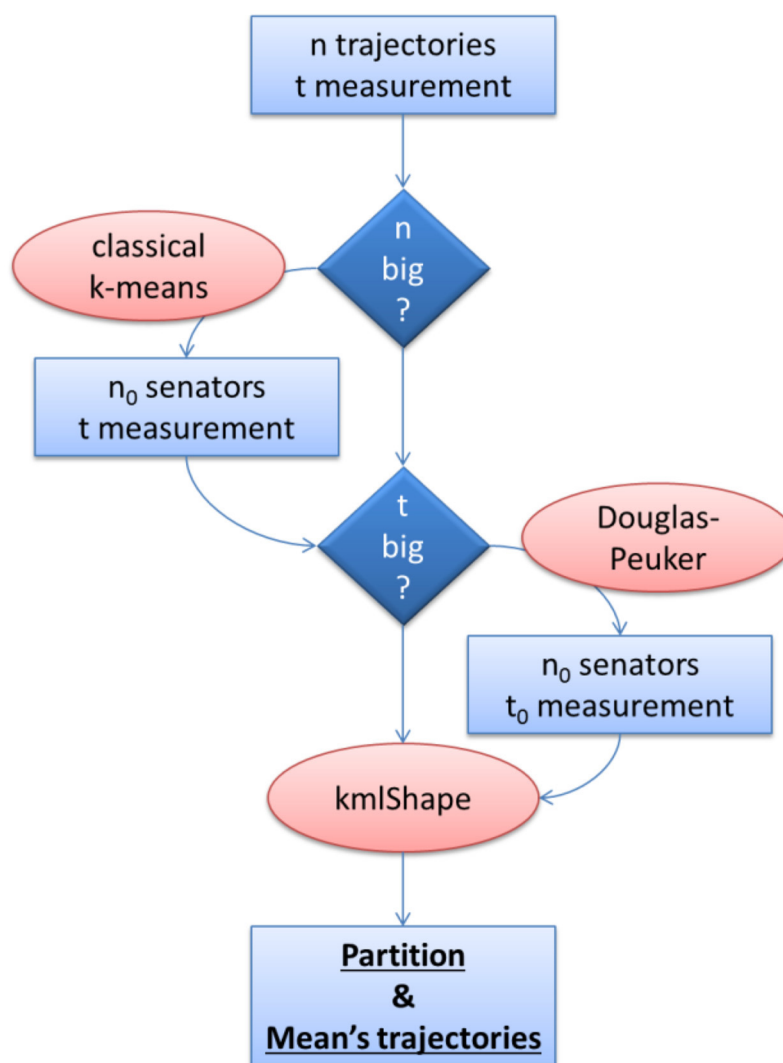 n trajectories
t measurement
n
big
?
classical
k-means
n₀ senators
t measurement
t
big
?
Douglas-
Peuker
n₀ senators
t₀ measurement
kmlShape
Partition
&
Mean’s trajectories